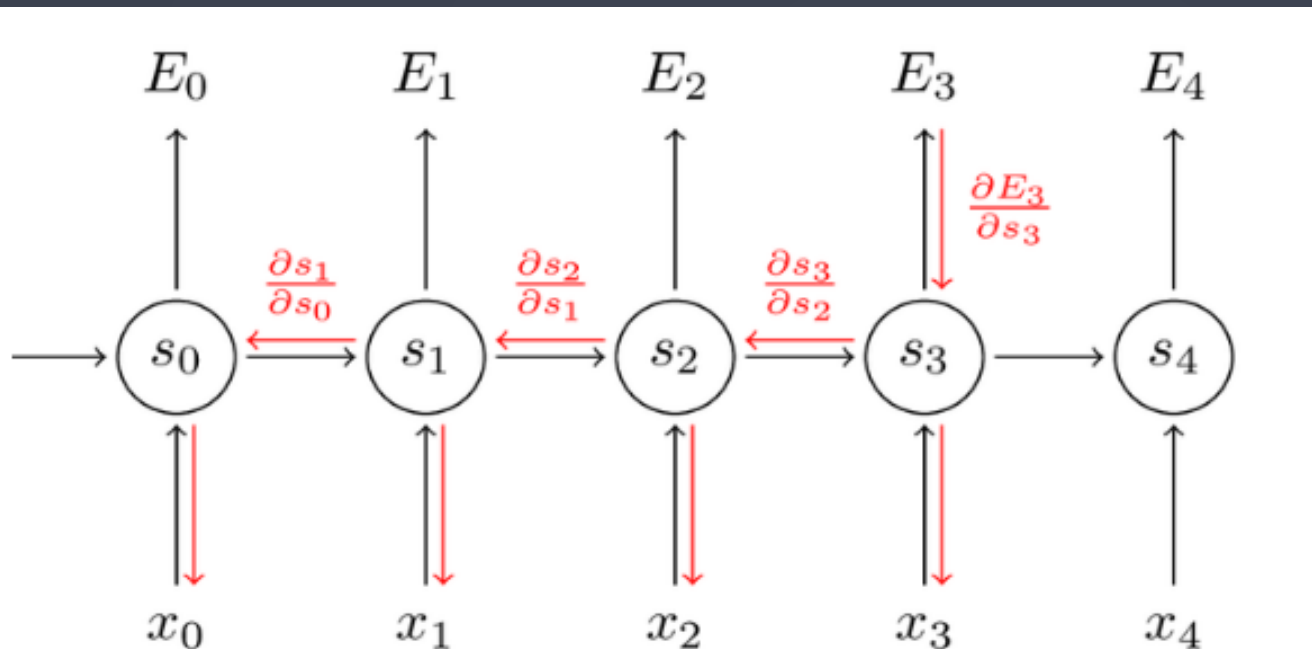 E₀ E₁ E₂ E₃ E₄
∂E₃/∂s₃
∂s₁/∂s₀ ∂s₂/∂s₁ ∂s₃/∂s₂
s₀ s₁ s₂ s₃ s₄
x₀ x₁ x₂ x₃ x₄